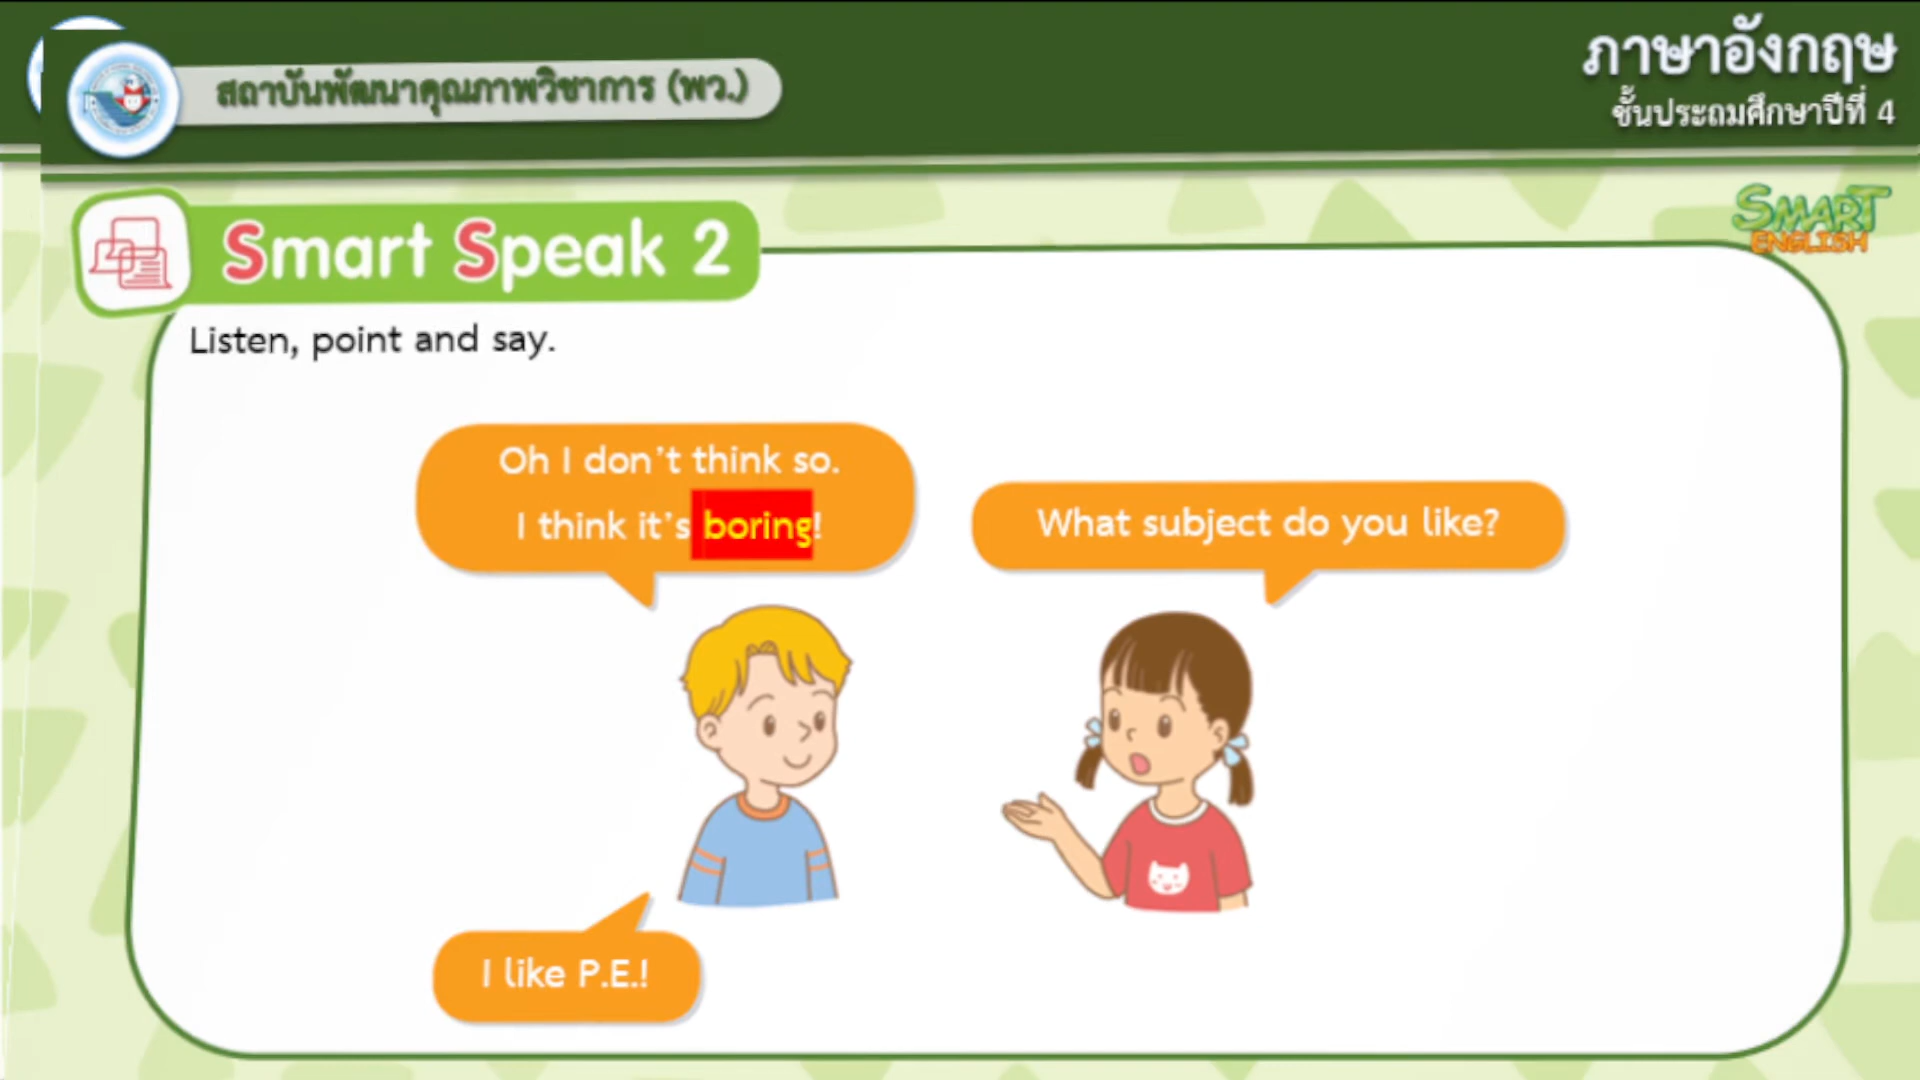 สถาบันพัฒนาคุณภาพวิชาการ (พว.)
ภาษาอังกฤษ
ชั้นประถมศึกษาปีที่ 4
SMART
ENGLISH
Smart Speak 2
Listen, point and say.
Oh I don't think so.
I think it's boring!
What subject do you like?
I like P.E.!